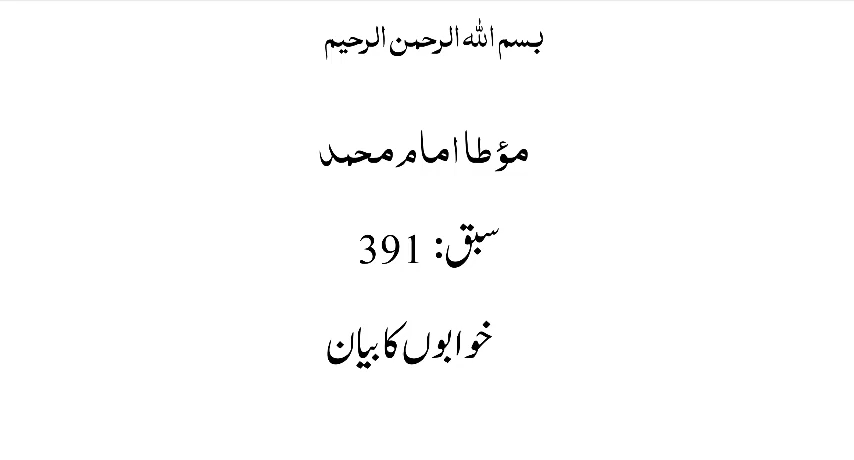 بسم اللہ الرحمن الرحیم
مؤطا امام محمد
سبق: 391
خوابوں کا بیان